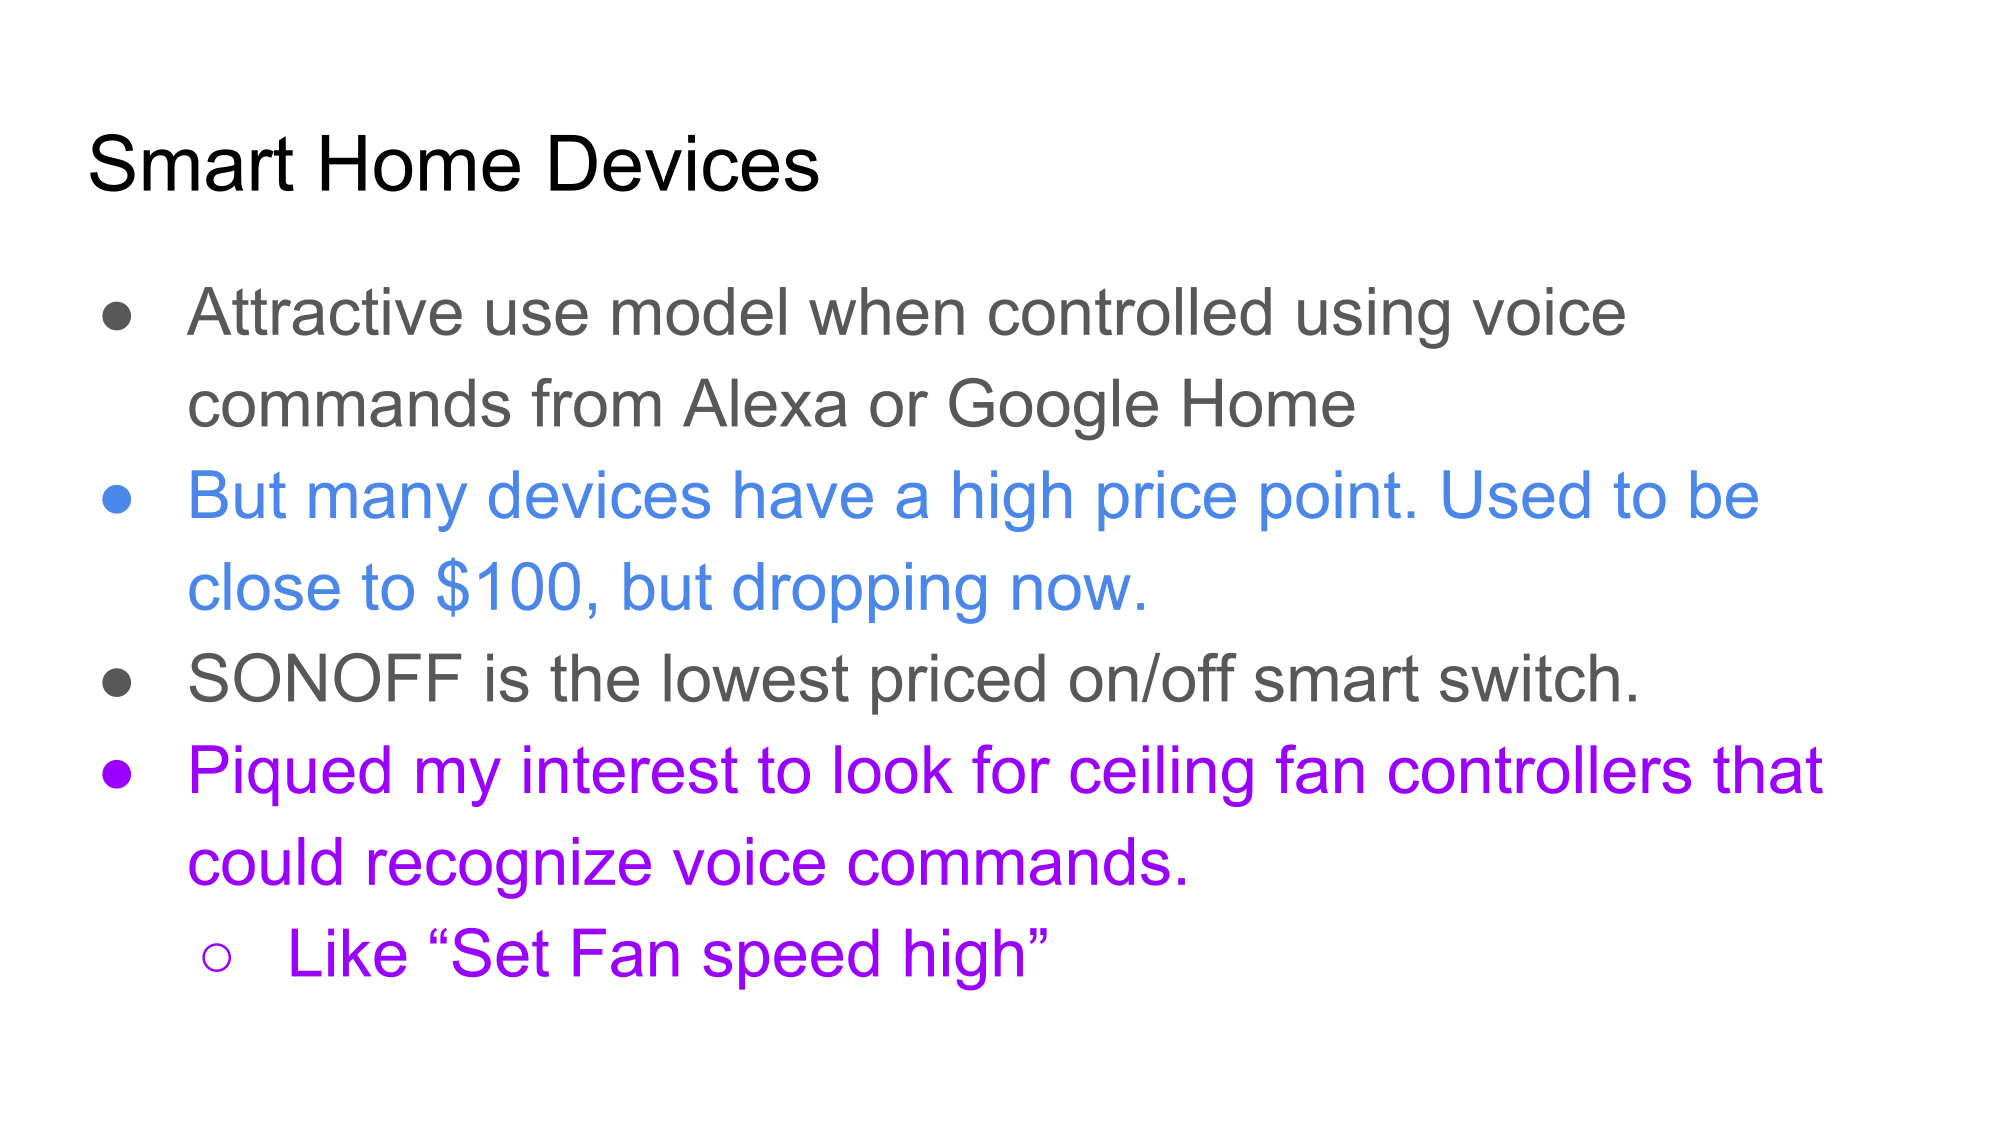 Smart Home Devices
● Attractive use model when controlled using voice
commands from Alexa or Google Home
● But many devices have a high price point. Used to be
close to $100, but dropping now.
● SONOFF is the lowest priced on/off smart switch.
● Piqued my interest to look for ceiling fan controllers that
could recognize voice commands.
○ Like “Set Fan speed high”